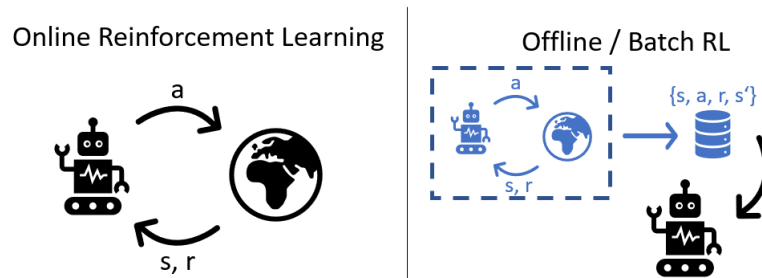 Online Reinforcement Learning
a
s, r
Offline / Batch RL
a
s, r
{s, a, r, s‘}